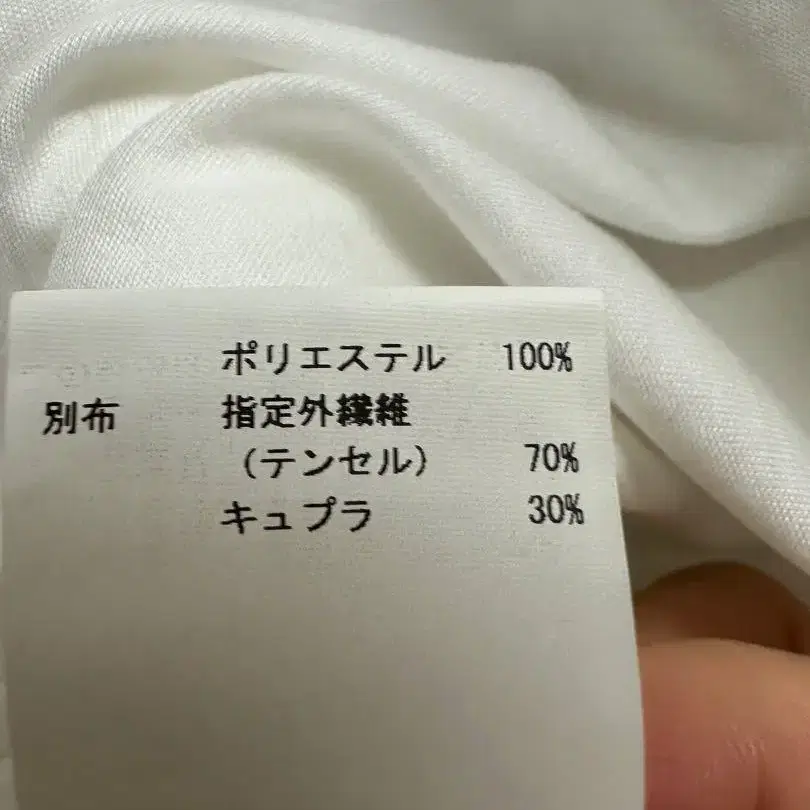 ポリエステル 100%
別布 指定外繊維
（テンセル） 70%
キュプラ 30%